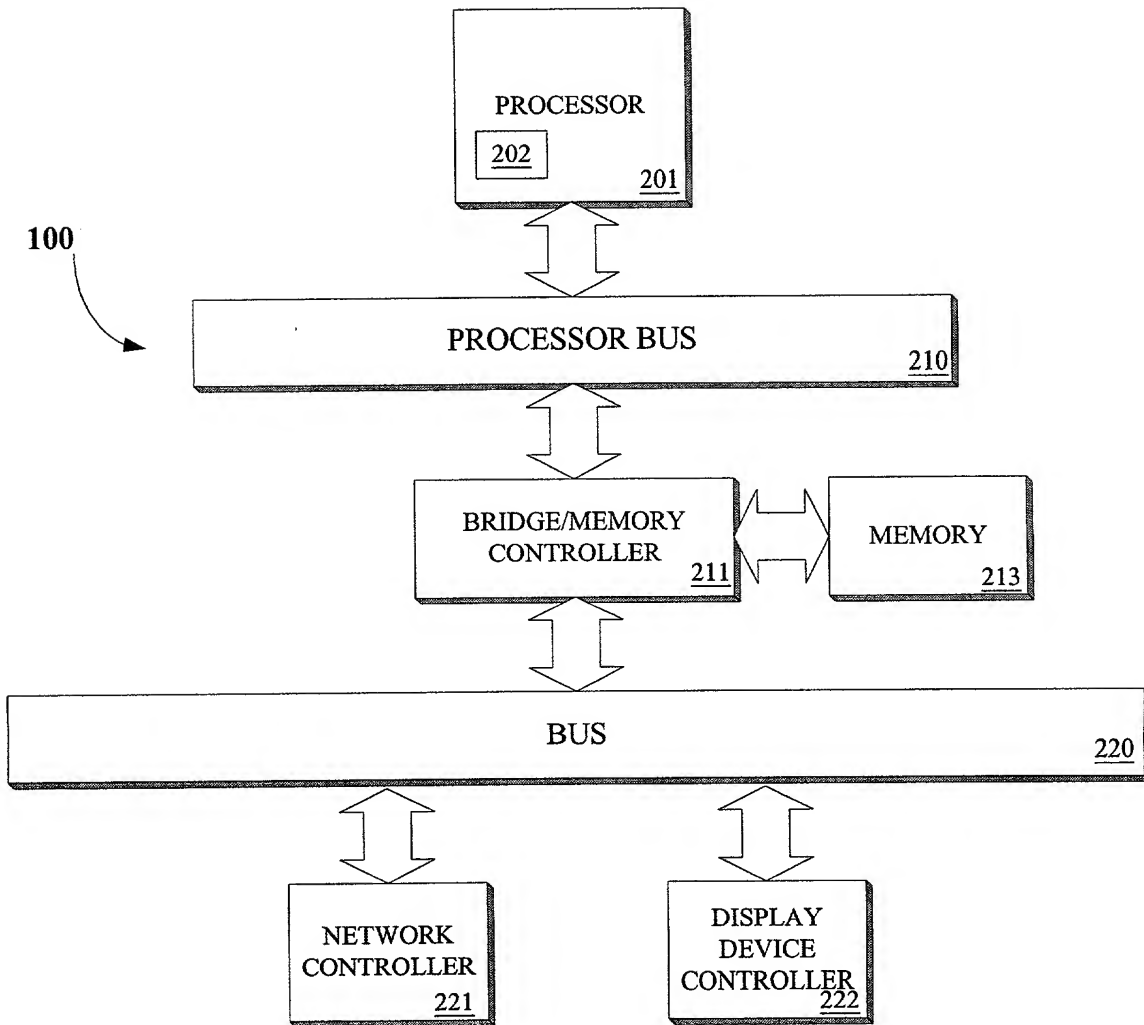 PROCESSOR
202
201
100
PROCESSOR BUS
210
BRIDGE/MEMORY
CONTROLLER
211
MEMORY
213
BUS
220
NETWORK
CONTROLLER
221
DISPLAY
DEVICE
CONTROLLER
222